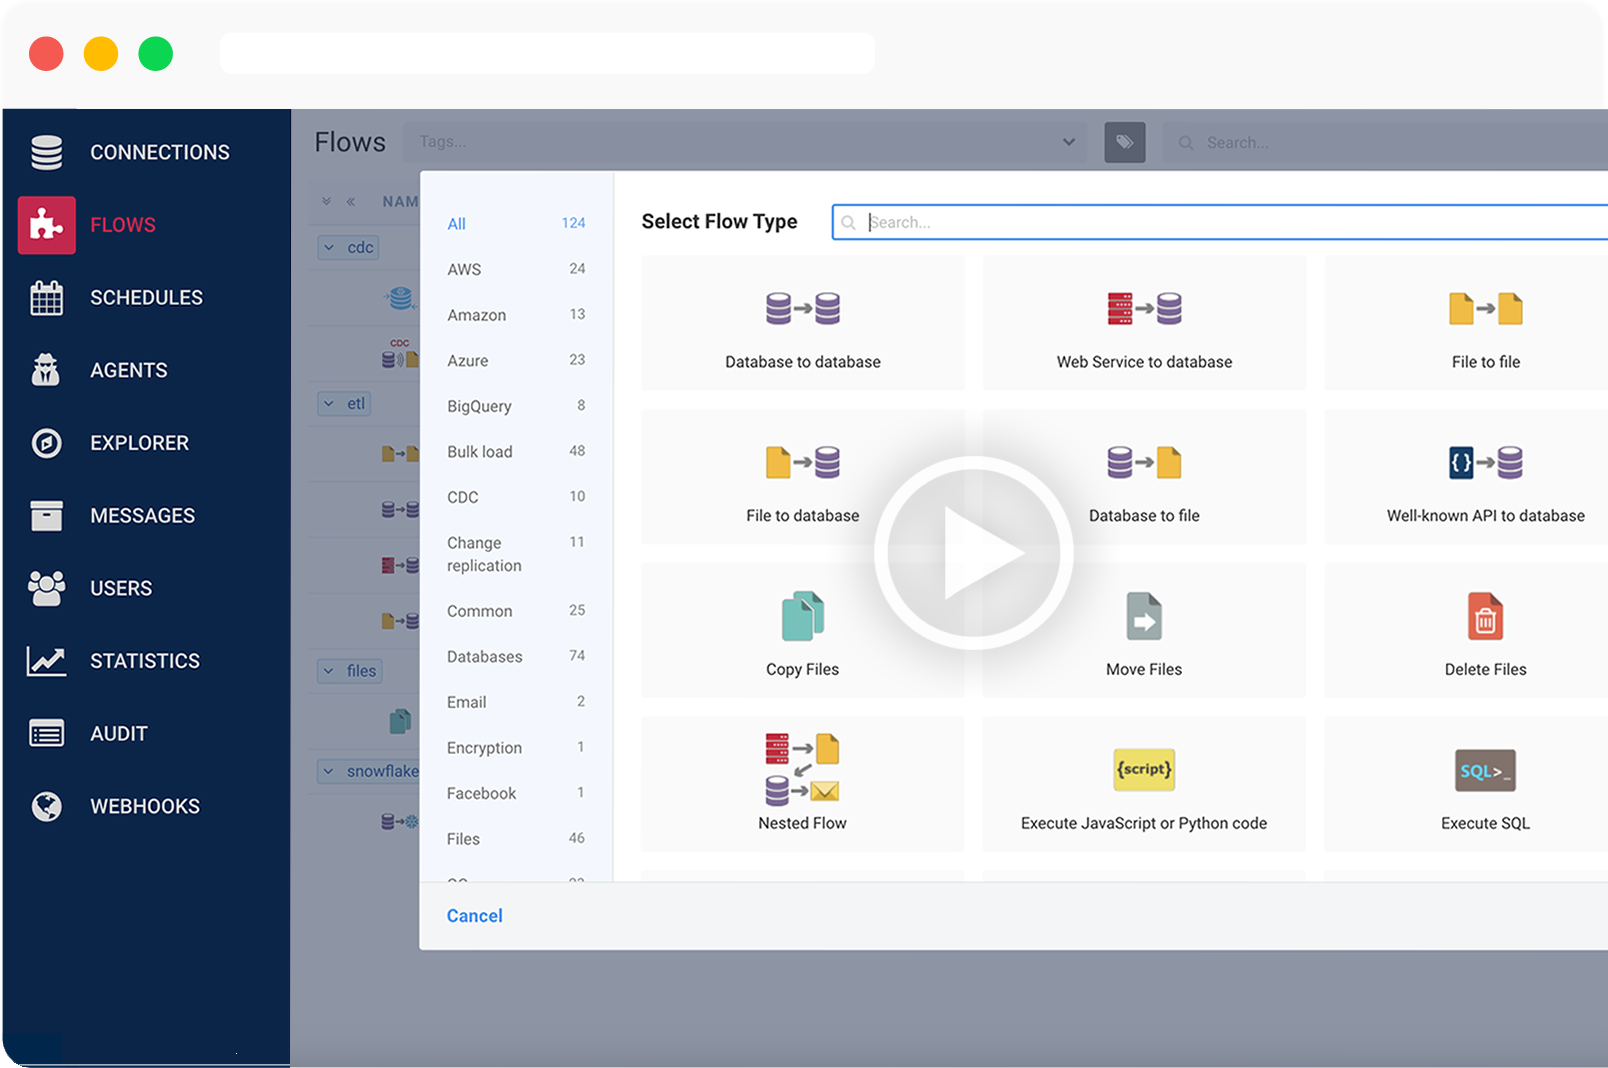 CONNECTIONS
FLOWS
SCHEDULES
AGENTS
EXPLORER
MESSAGES
USERS
STATISTICS
AUDIT
WEBHOOKS
Flows
Tags...
Search...
NAM
cdc
CDC
etl
files
snowflake
All 124
AWS 24
Amazon 13
Azure 23
BigQuery 8
Bulk load 48
CDC 10
Change 11
replication
Common 25
Databases 74
Email 2
Encryption 1
Facebook 1
Files 46
Cancel
Select Flow Type
Search...
Database to database
Web Service to database
File to file
File to database
Database to file
{}
Well-known API to database
Copy Files
Move Files
Delete Files
Nested Flow
{script}
Execute JavaScript or Python code
SQL>_
Execute SQL